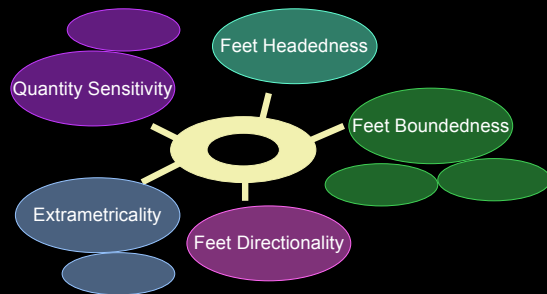 Feet Headedness
Quantity Sensitivity
Feet Boundedness
Extrametricality
Feet Directionality